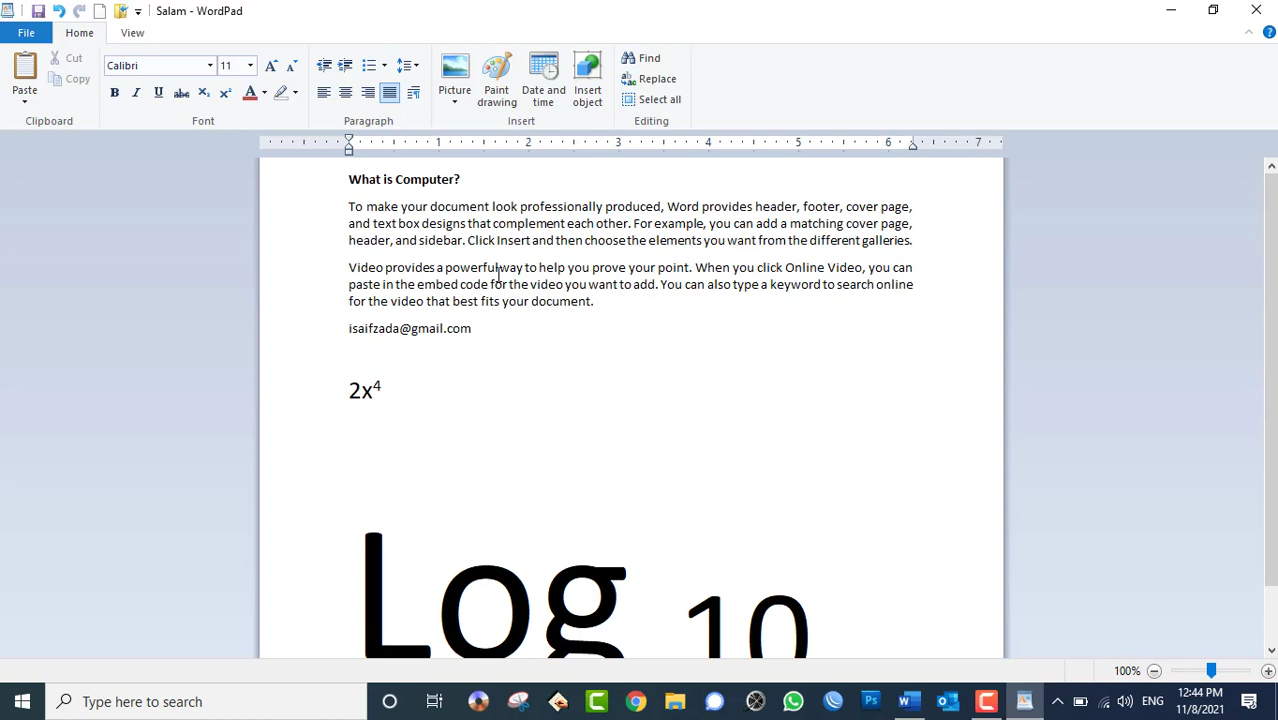 Salam - WordPad
File Home View
Paste Cut Copy Clipboard
Calibri 11 Font
Paragraph
Picture Paint drawing Date and time Insert object Insert
Find Replace Select all Editing
1 2 3 4 5 6 7
What is Computer?
To make your document look professionally produced, Word provides header, footer, cover page,
and text box designs that complement each other. For example, you can add a matching cover page,
header, and sidebar. Click Insert and then choose the elements you want from the different galleries.
Video provides a powerful way to help you prove your point. When you click Online Video, you can
paste in the embed code for the video you want to add. You can also type a keyword to search online
for the video that best fits your document.
isaifzada@gmail.com
2x⁴
Log 10
100%
Type here to search
ENG
12:44 PM
11/8/2021